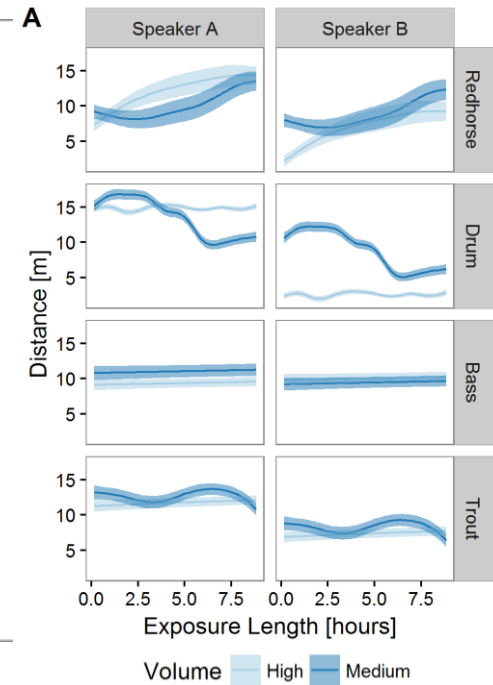 A
Speaker A Speaker B
15
10
5
Redhorse
15
10
5
Drum
15
10
5
Bass
15
10
5
Trout
Distance [m]
0.0 2.5 5.0 7.5 0.0 2.5 5.0 7.5
Exposure Length [hours]
Volume High Medium